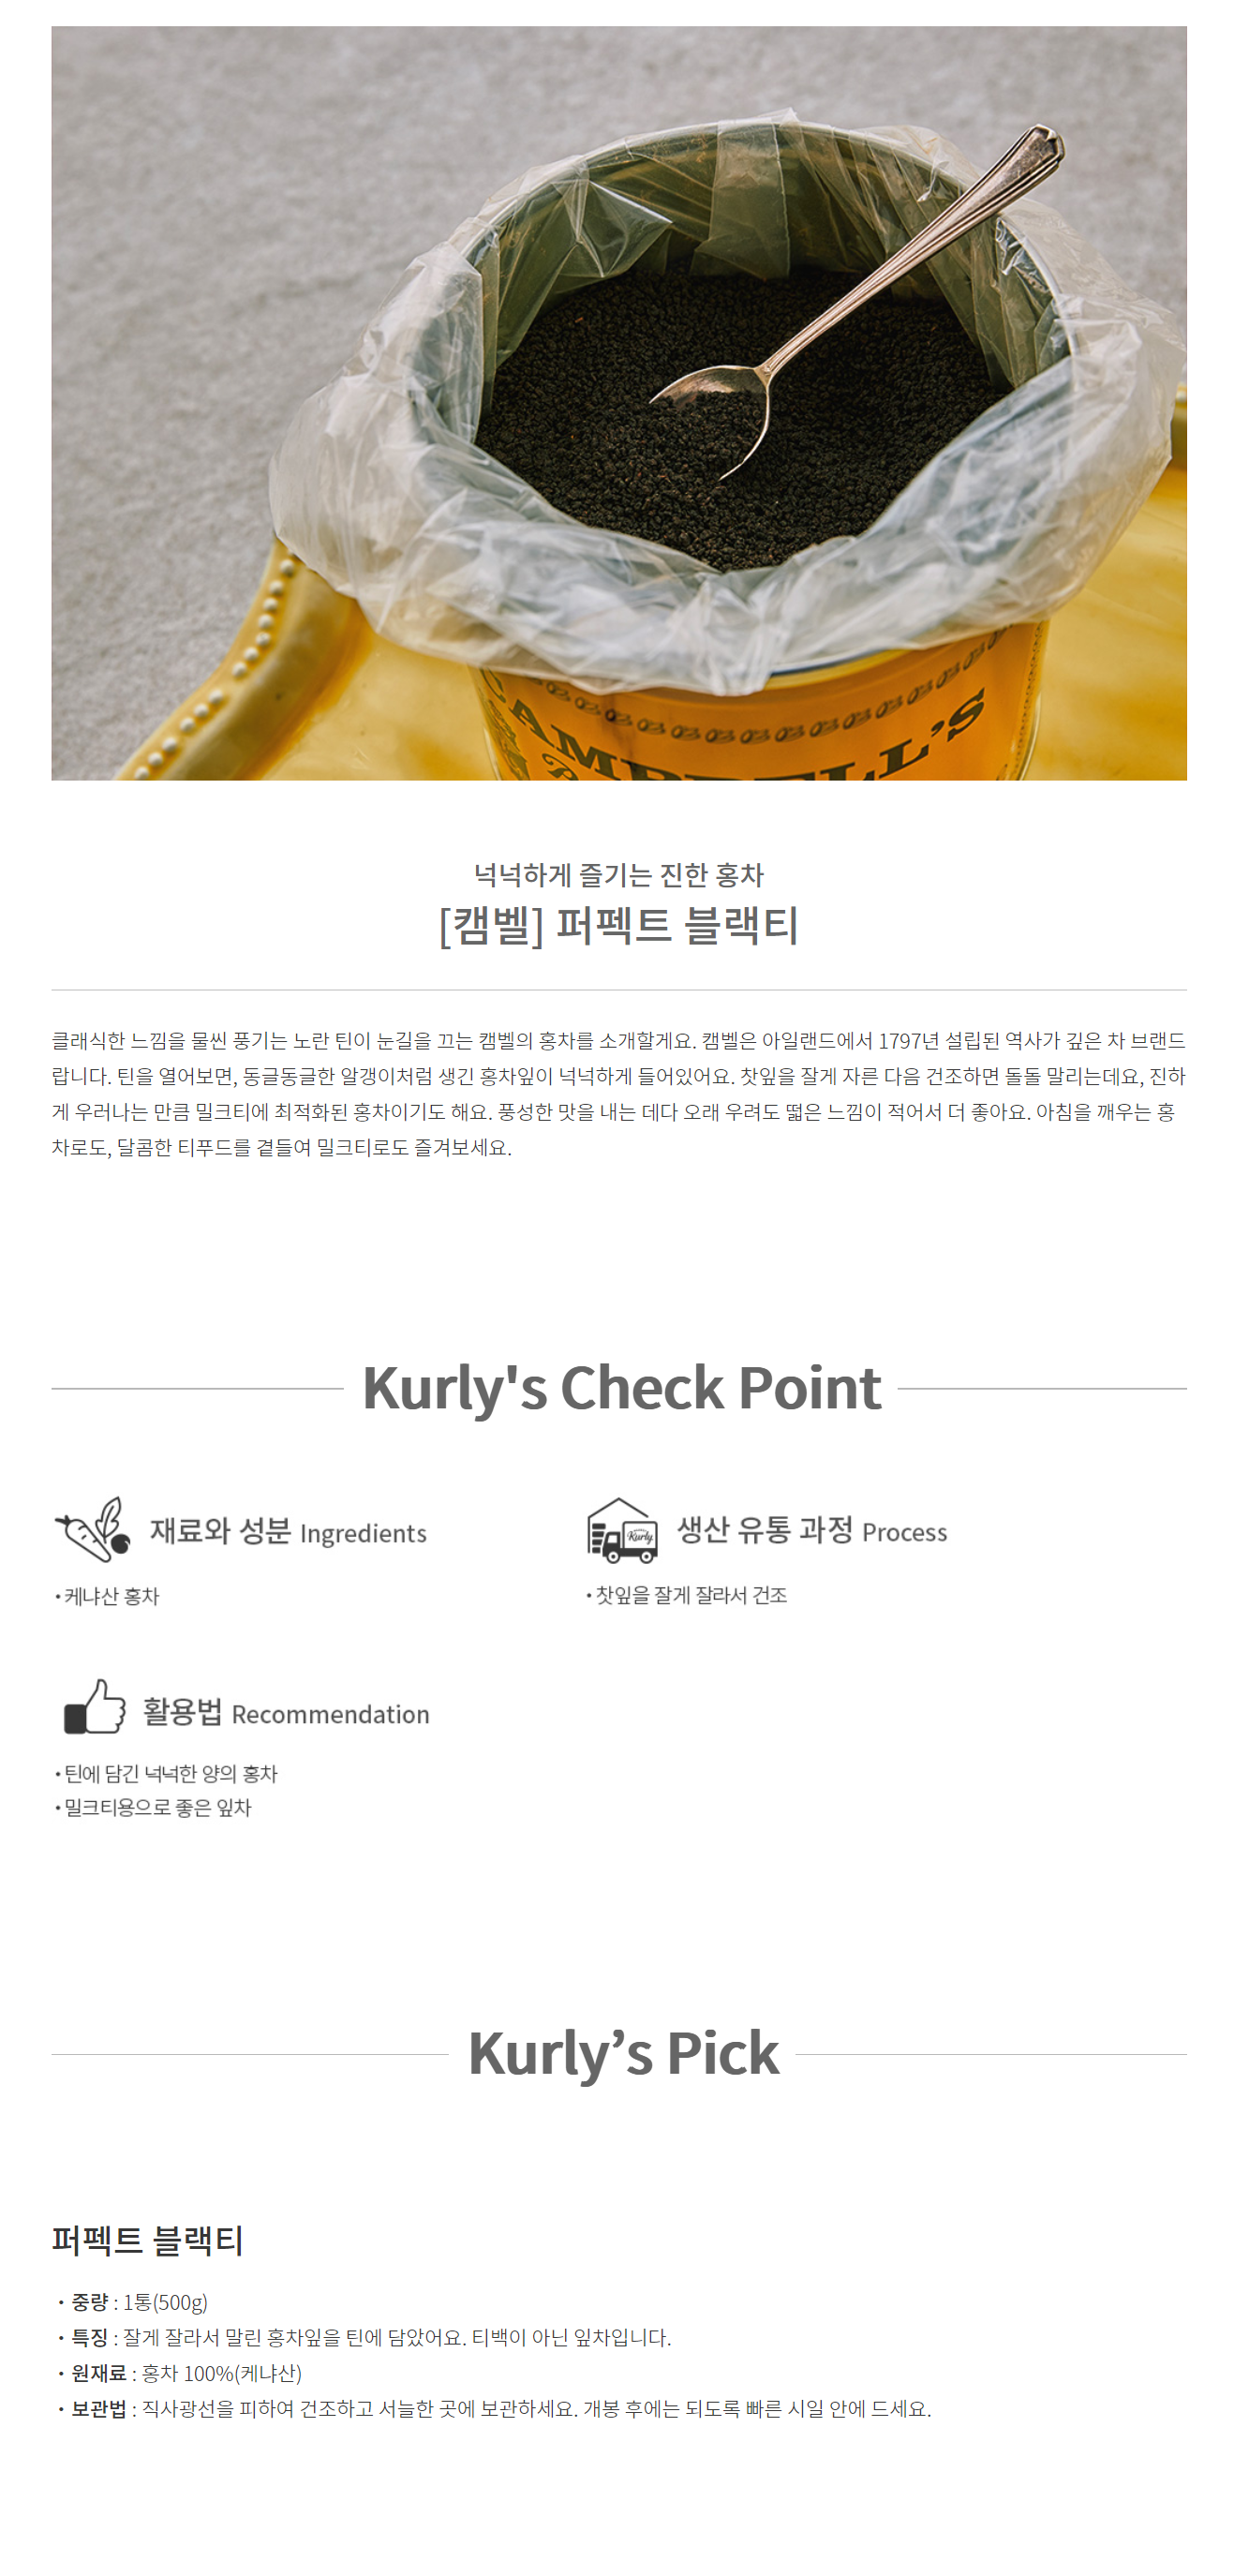 CAMPBELL'S
넉넉하게 즐기는 진한 홍차
[캠벨] 퍼펙트 블랙티
클래식한 느낌을 물씬 풍기는 노란 틴이 눈길을 끄는 캠벨의 홍차를 소개할게요. 캠벨은 아일랜드에서 1797년 설립된 역사가 깊은 차 브랜드
랍니다. 틴을 열어보면, 동글동글한 알갱이처럼 생긴 홍차잎이 넉넉하게 들어있어요. 찻잎을 잘게 자른 다음 건조하면 돌돌 말리는데요, 진하
게 우러나는 만큼 밀크티에 최적화된 홍차이기도 해요. 풍성한 맛을 내는 데다 오래 우려도 떫은 느낌이 적어서 더 좋아요. 아침을 깨우는 홍
차로도, 달콤한 티푸드를 곁들여 밀크티로도 즐겨보세요.
Kurly's Check Point
재료와 성분 Ingredients
• 케냐산 홍차
Kurly
생산 유통 과정 Process
• 찻잎을 잘게 잘라서 건조
활용법 Recommendation
• 틴에 담긴 넉넉한 양의 홍차
• 밀크티용으로 좋은 잎차
Kurly’s Pick
퍼펙트 블랙티
• 중량 : 1통(500g)
• 특징 : 잘게 잘라서 말린 홍차잎을 틴에 담았어요. 티백이 아닌 잎차입니다.
• 원재료 : 홍차 100%(케냐산)
• 보관법 : 직사광선을 피하여 건조하고 서늘한 곳에 보관하세요. 개봉 후에는 되도록 빠른 시일 안에 드세요.